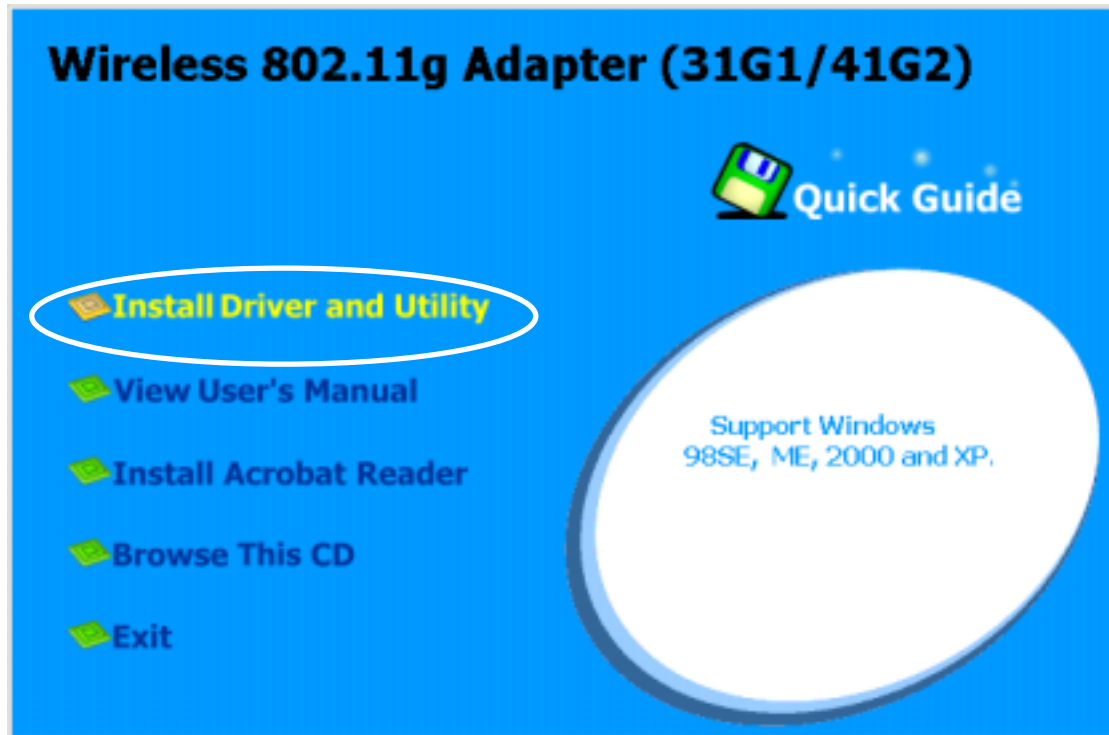 Wireless 802.11g Adapter (31G1/41G2)
Quick Guide
Install Driver and Utility
View User's Manual
Install Acrobat Reader
Browse This CD
Exit
Support Windows
98SE, ME, 2000 and XP.